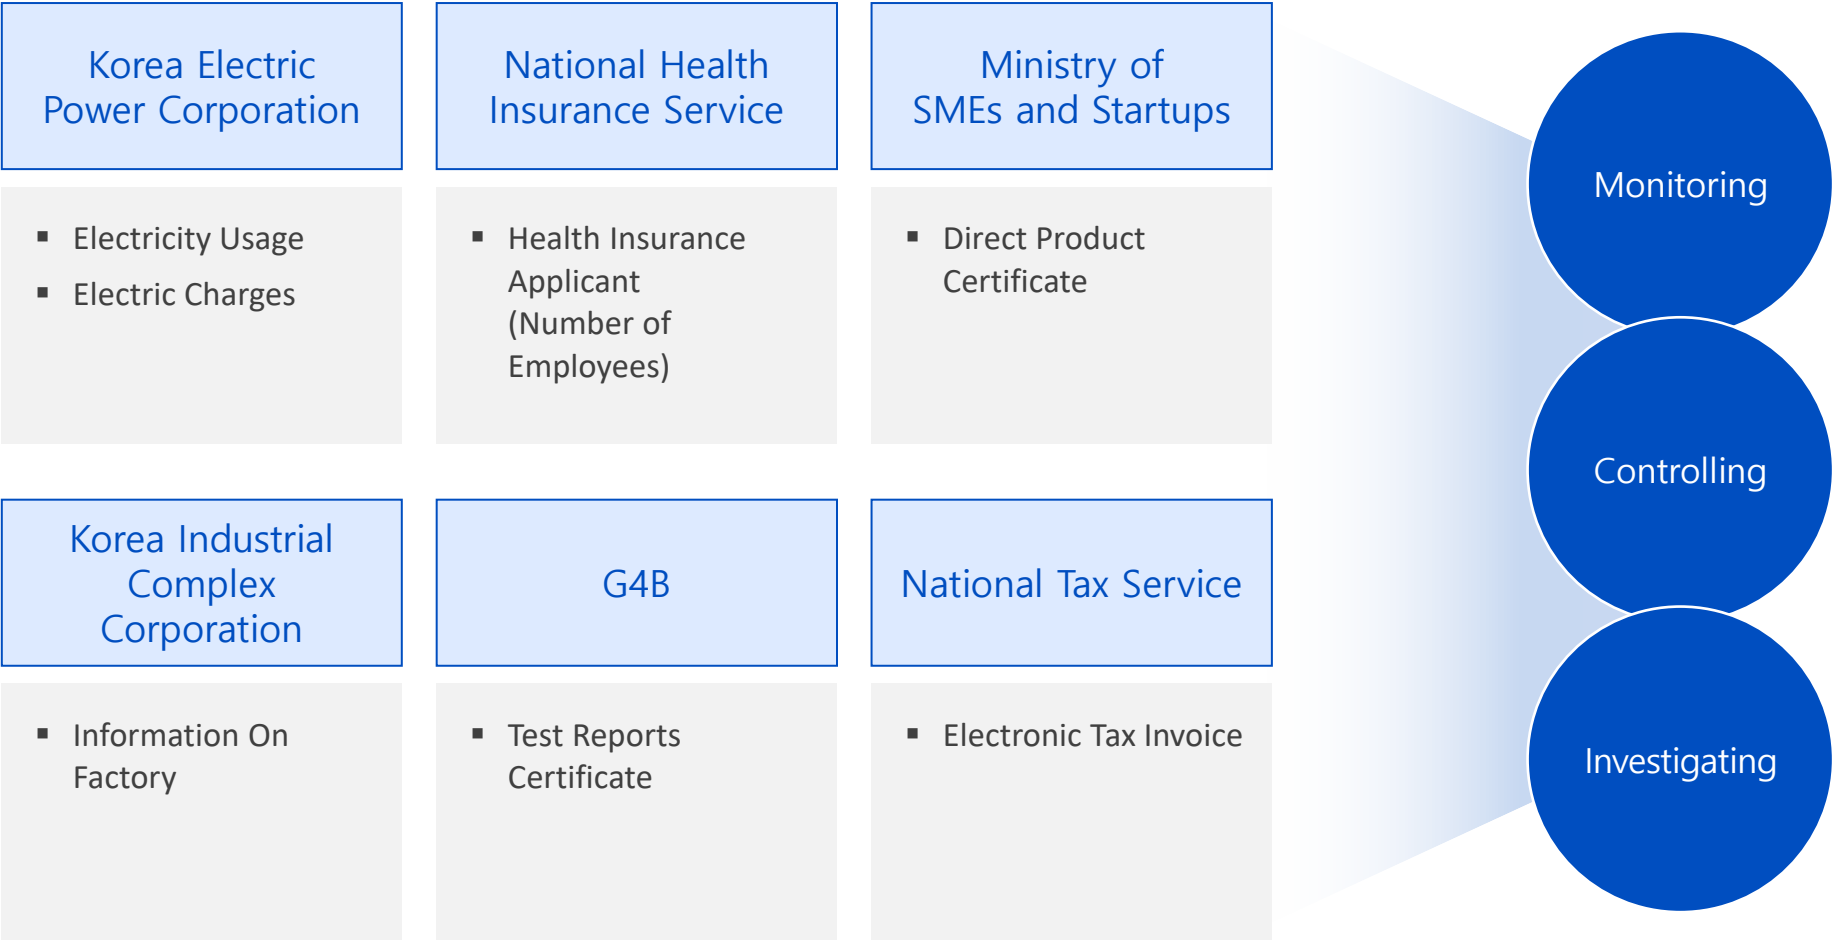 Korea Electric
Power Corporation
National Health
Insurance Service
Ministry of
SMEs and Startups
▪ Electricity Usage
▪ Electric Charges
▪ Health Insurance
Applicant
(Number of
Employees)
▪ Direct Product
Certificate
Korea Industrial
Complex
Corporation
G4B
National Tax Service
▪ Information On
Factory
▪ Test Reports
Certificate
▪ Electronic Tax Invoice
Monitoring
Controlling
Investigating